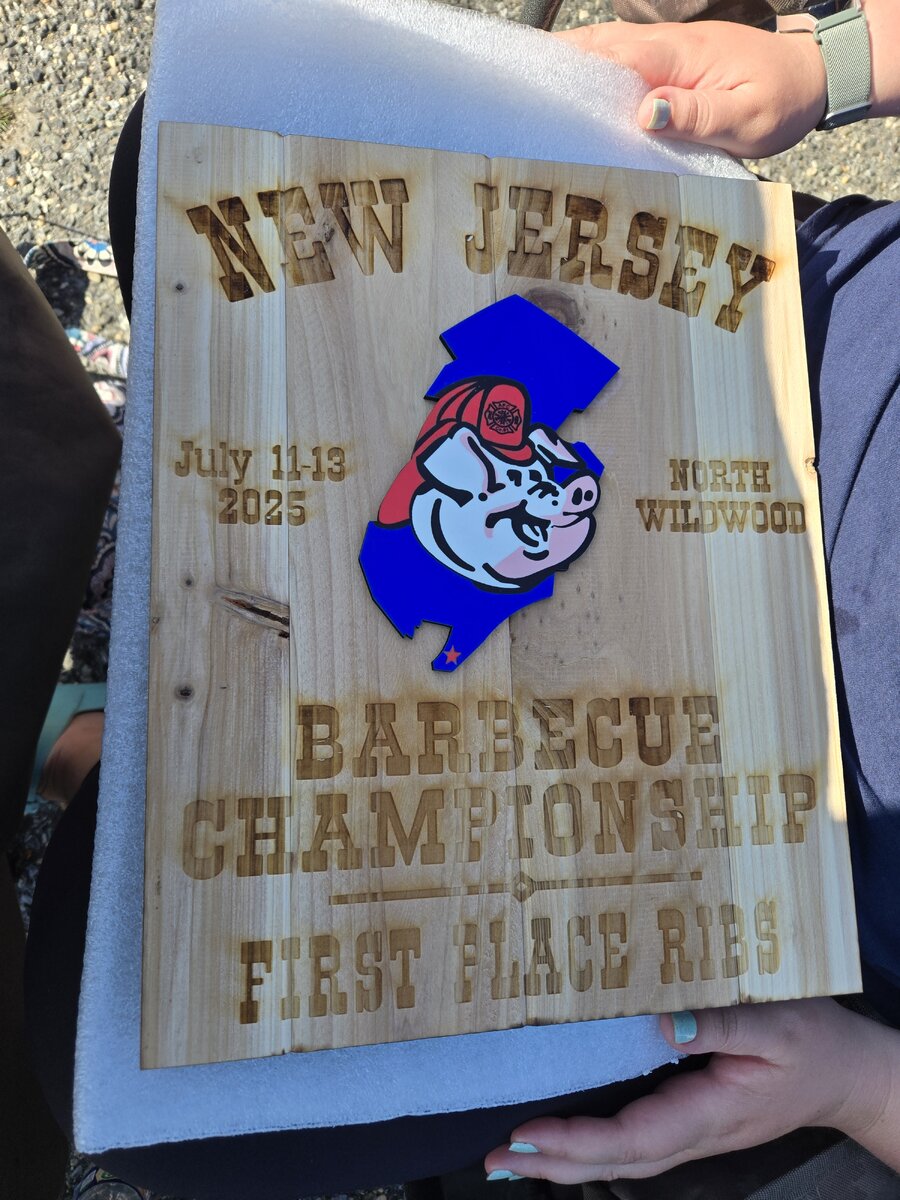 NEW JERSEY
July 11-13
2025
NORTH
WILDWOOD
BARBECUE
CHAMPIONSHIP
FIRST PLACE RIBS